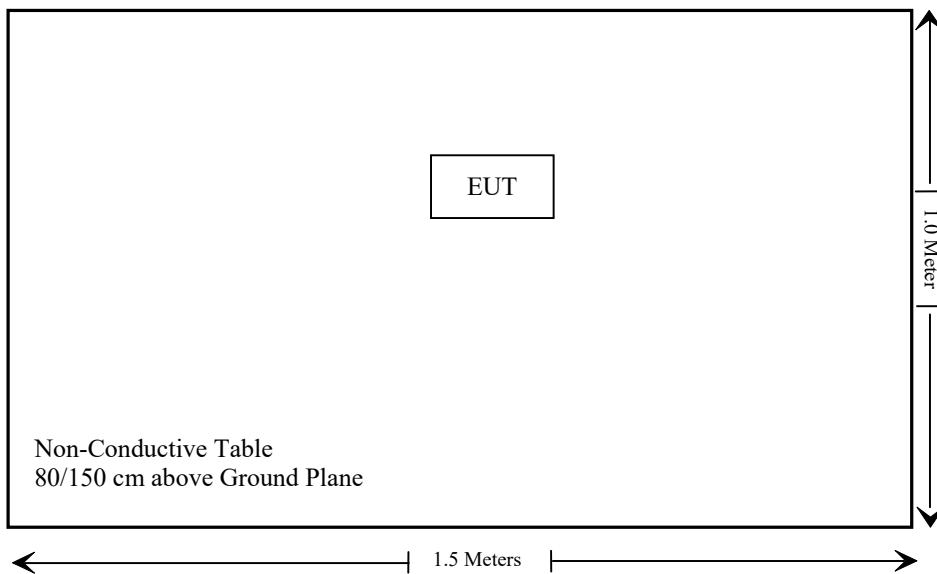 EUT
1.0 Meter
Non-Conductive Table
80/150 cm above Ground Plane
1.5 Meters